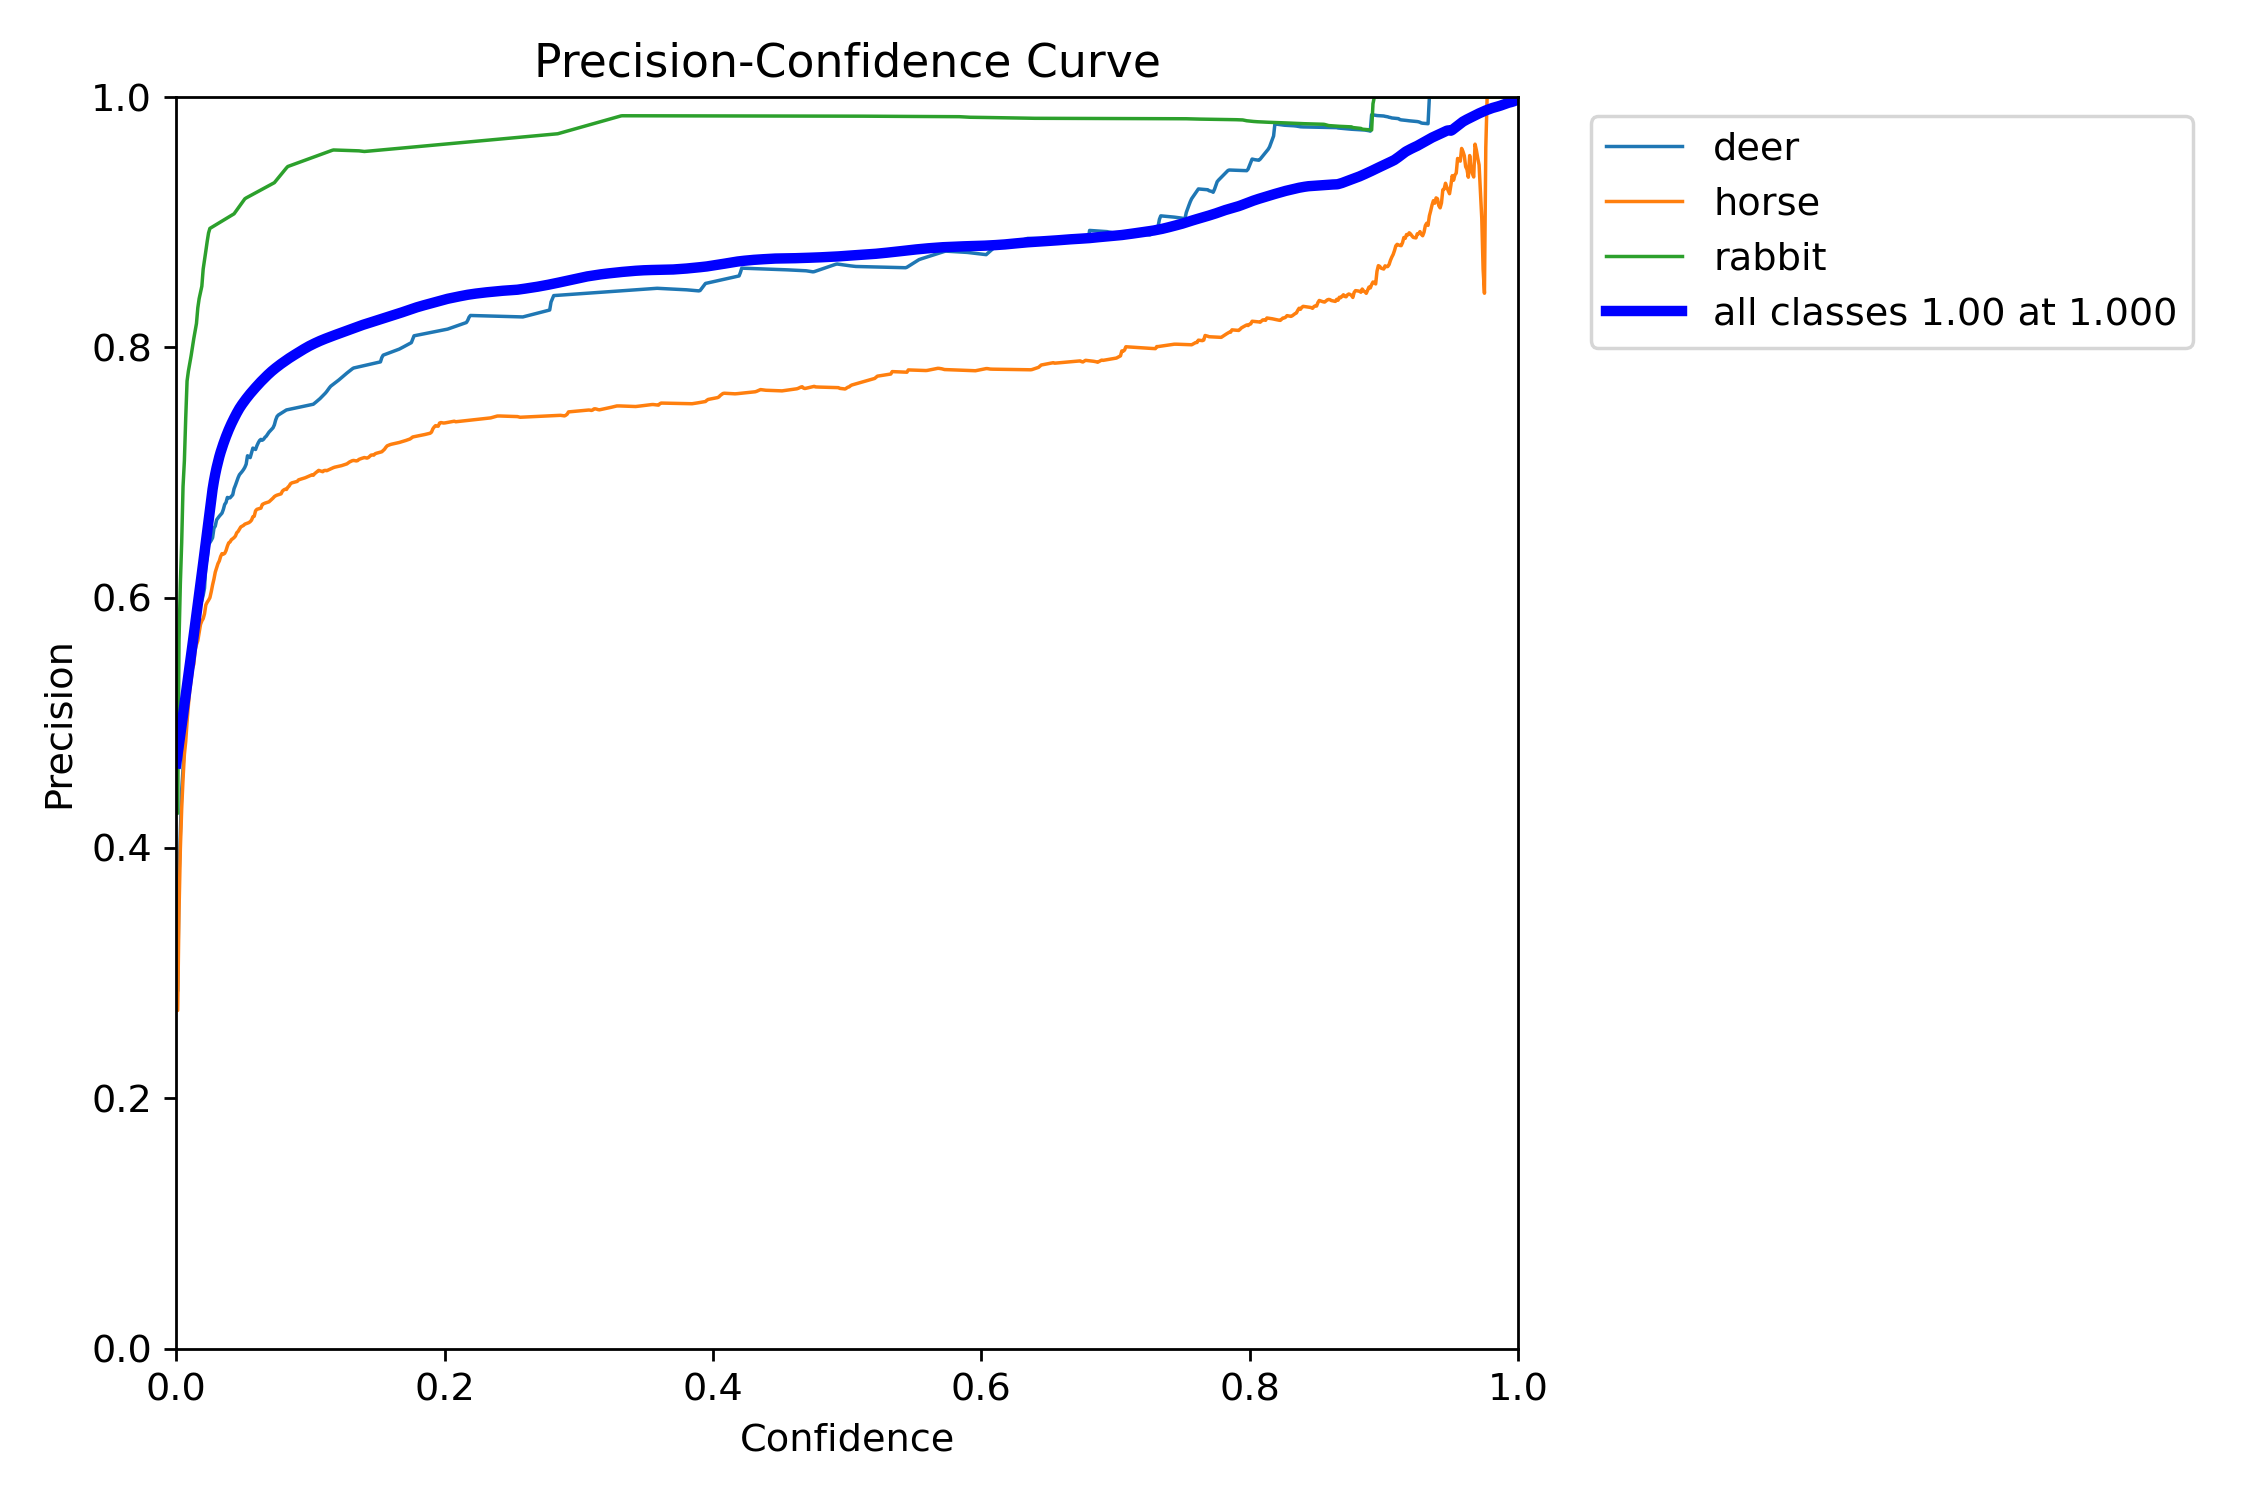 Precision-Confidence Curve
1.0
0.8
0.6
0.4
0.2
0.0
Precision
0.0 0.2 0.4 0.6 0.8 1.0
Confidence
deer
horse
rabbit
all classes 1.00 at 1.000